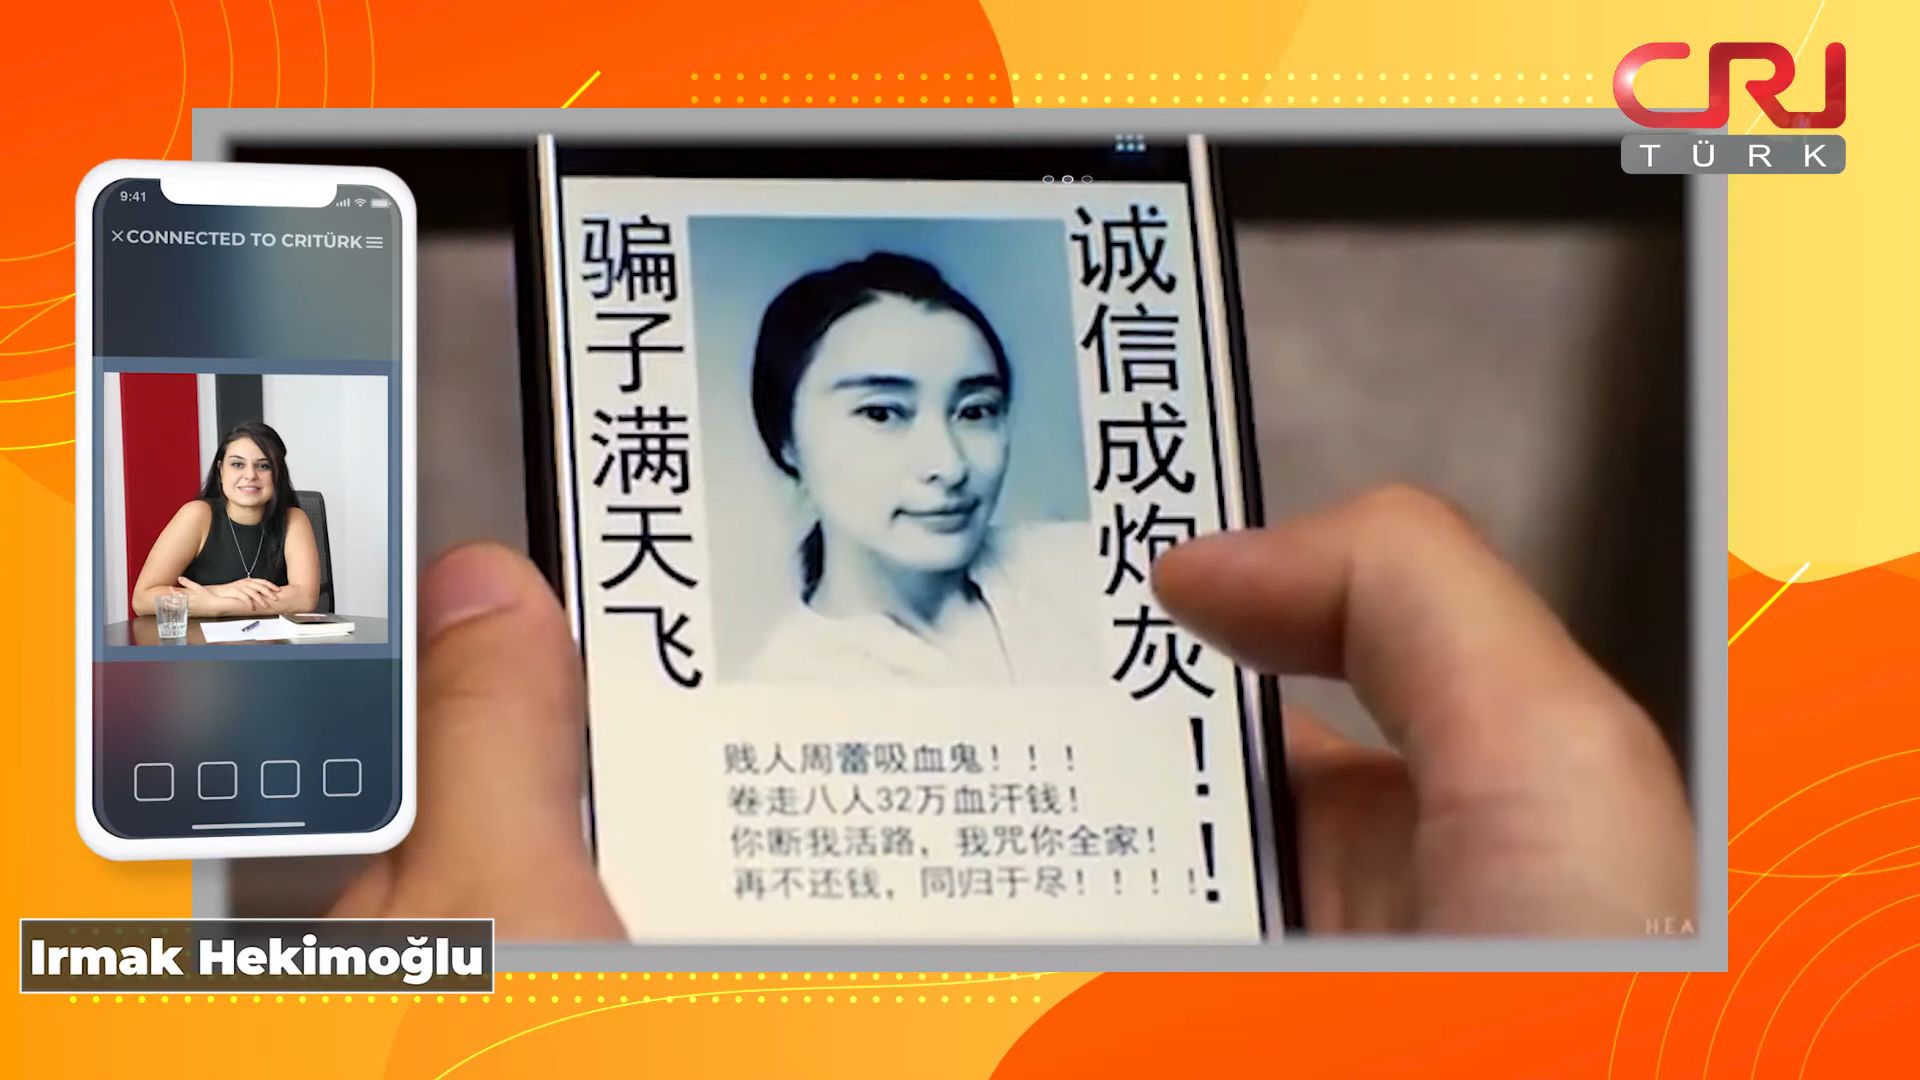 CRI
TÜRK
9:41
CONNECTED TO CRITÜRK
骗子满天飞
诚信成炮灰!!
贱人周蕾吸血鬼!!!
卷走八人32万血汗钱!
你断我活路，我咒你全家!
再不还钱，同归于尽!!!!
HEA
Irmak Hekimoğlu